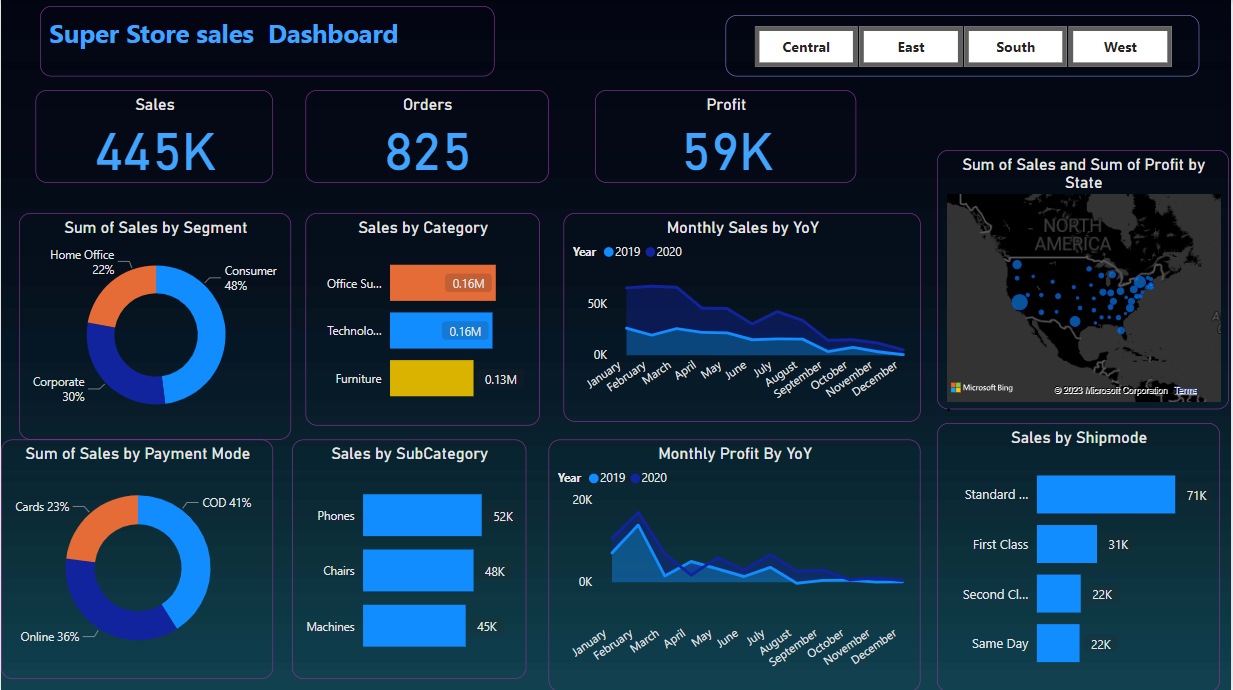 Super Store sales  Dashboard
Central
East
South
West
Sales
445K
Orders
825
Profit
59K
Sum of Sales and Sum of Profit by
State
NORTH
AMERICA
A
Microsoft Bing
© 2023 Microsoft Corporation Terms
Sum of Sales by Segment
Home Office
22%
Consumer
48%
Corporate
30%
Sales by Category
Office Su...
0.16M
Technolo...
0.16M
Furniture
0.13M
Monthly Sales by YoY
Year 2019 2020
50K
0K
January
February
March
April
May
June
July
August
September
October
November
December
Sum of Sales by Payment Mode
Cards 23%
COD 41%
Online 36%
Sales by SubCategory
Phones
52K
Chairs
48K
Machines
45K
Monthly Profit By YoY
Year 2019 2020
20K
0K
January
February
March
April
May
June
July
August
September
October
November
December
Sales by Shipmode
Standard ...
71K
First Class
31K
Second Cl...
22K
Same Day
22K